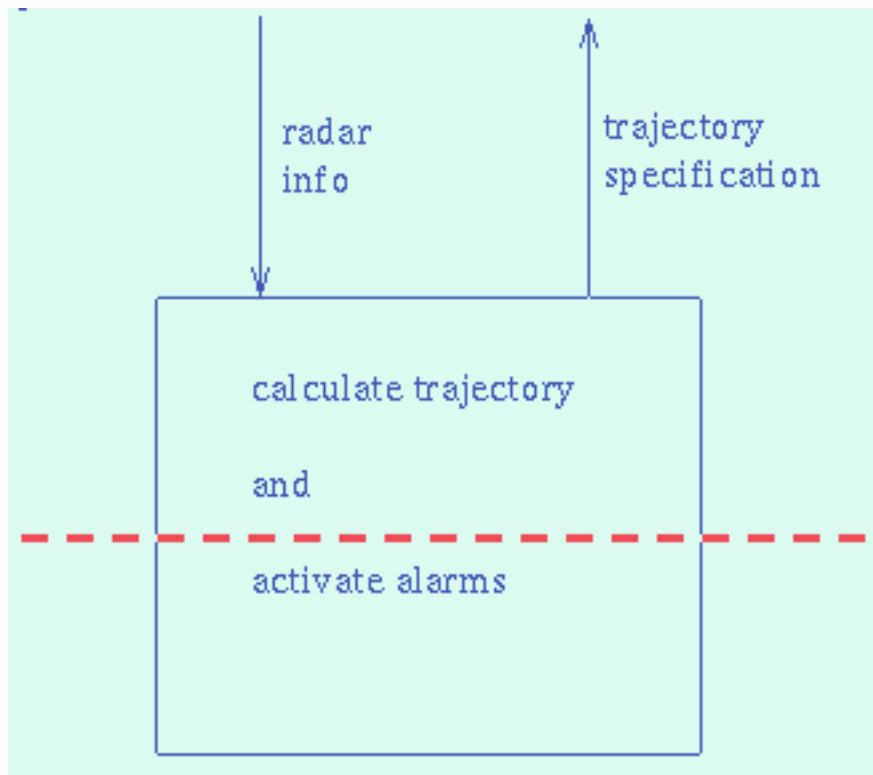 radar
info
trajectory
specification
calculate trajectory
and
activate alarms